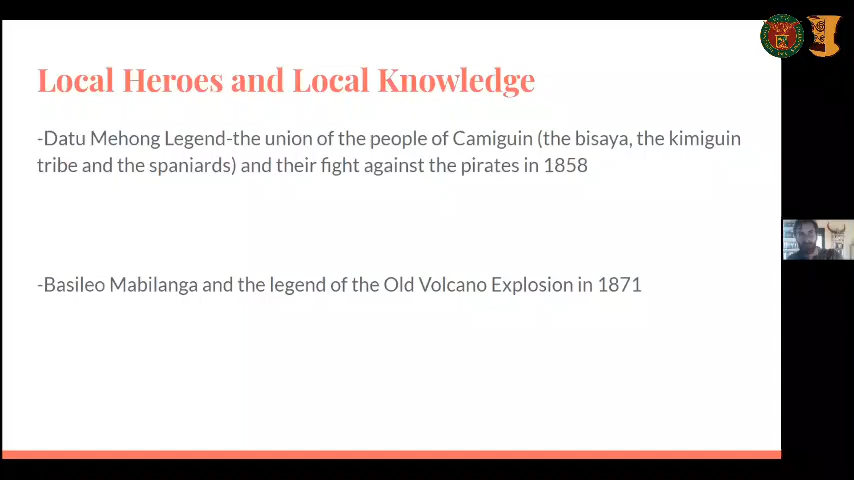 Local Heroes and Local Knowledge
-Datu Mehong Legend-the union of the people of Camiguin (the bisaya, the kimiguin
tribe and the spaniards) and their fight against the pirates in 1858
-Basileo Mabilanga and the legend of the Old Volcano Explosion in 1871